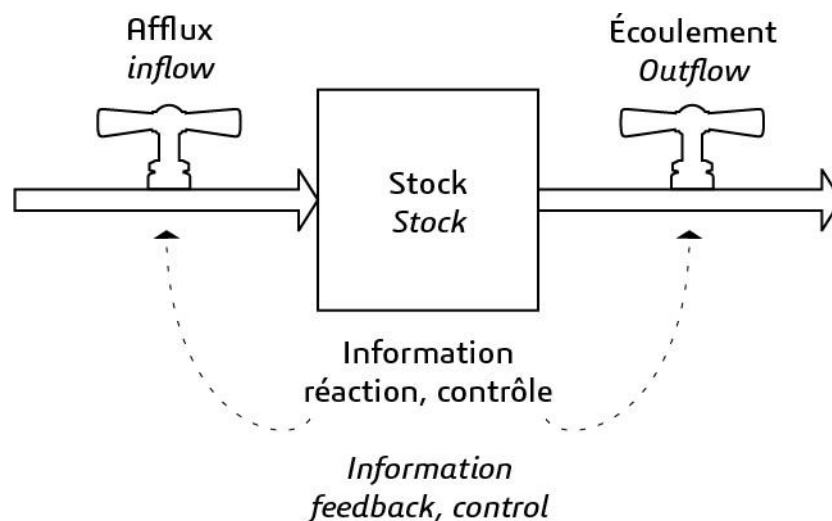 Afflux
inflow
Écoulement
Outflow
Stock
Stock
Information
réaction, contrôle
Information
feedback, control